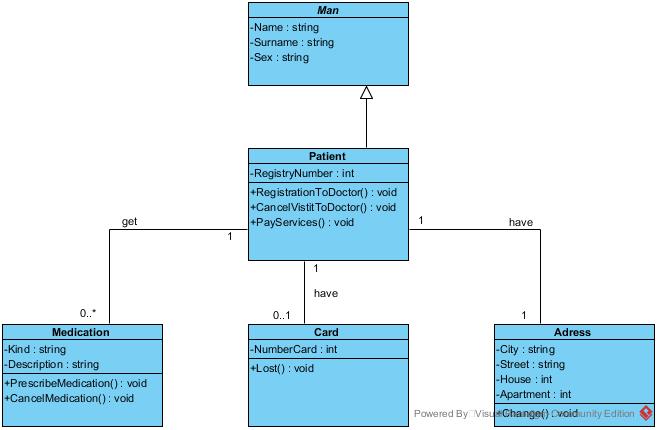 Man
-Name : string
-Surname : string
-Sex : string
Patient
-RegistryNumber : int
+RegistrationToDoctor() : void
+CancelVistitToDoctor() : void
+PayServices() : void
get
1
1
have
1
have
0..*
0..1
1
Medication
-Kind : string
-Description : string
+PrescribeMedication() : void
+CancelMedication() : void
Card
-NumberCard : int
+Lost() : void
Adress
-City : string
-Street : string
-House : int
-Apartment : int
+Change() : void
Powered By Visual Community Edition